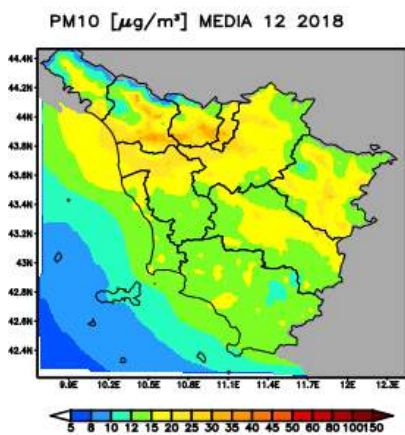 PM10 [μg/m³] MEDIA 12 2018
44.4N
44.2N
44N
43.8N
43.6N
43.4N
43.2N
43N
42.8N
42.6N
42.4N
9.9E 10.2E 10.5E 10.8E 11.1E 11.4E 11.7E 12E 12.3E
5 8 10 12 15 20 25 30 35 40 45 50 60 80 100 150